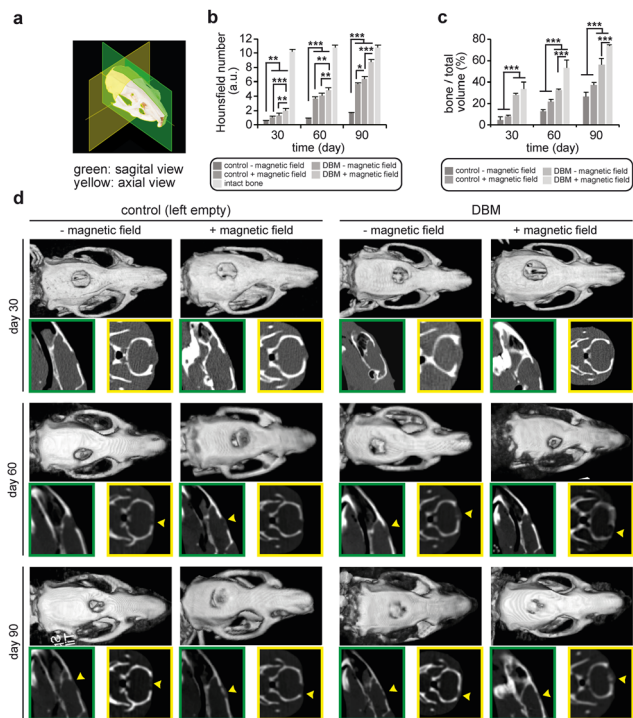 a
green: sagital view
yellow: axial view
b
Hounsfield number
(a.u.)
12
10
8
6
4
2
0
**
***
**
***
**
**
***
***
*
30
60
90
time (day)
control - magnetic field
DBM - magnetic field
control + magnetic field
DBM + magnetic field
intact bone
c
bone / total
volume (%)
80
60
40
20
0
***
***
***
***
***
30
60
90
time (day)
control - magnetic field
DBM - magnetic field
control + magnetic field
DBM + magnetic field
d
control (left empty)
DBM
- magnetic field
+ magnetic field
- magnetic field
+ magnetic field
day 30
day 60
day 90